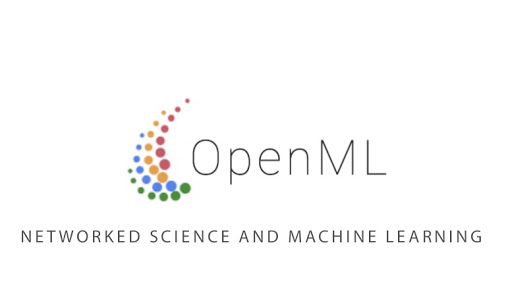 OpenML
NETWORKED SCIENCE AND MACHINE LEARNING